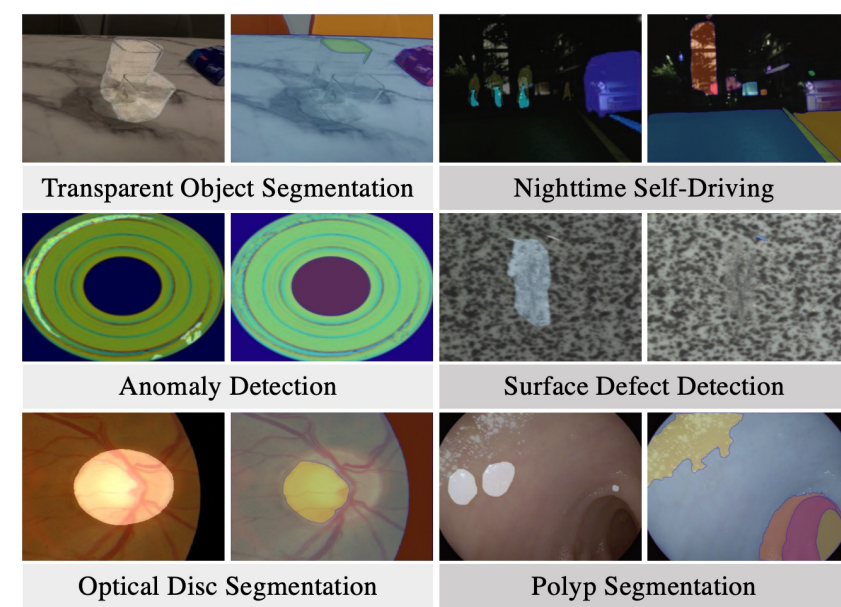 Transparent Object Segmentation
Nighttime Self-Driving
Anomaly Detection
Surface Defect Detection
Optical Disc Segmentation
Polyp Segmentation